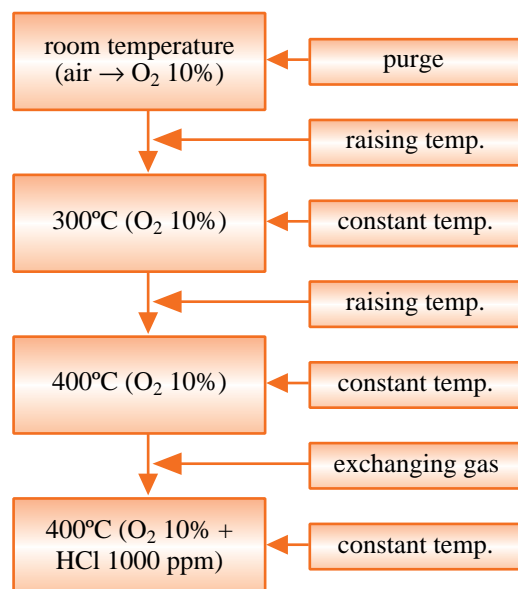 room temperature
(air → O₂ 10%)
purge
raising temp.
300ºC (O₂ 10%)
constant temp.
raising temp.
400ºC (O₂ 10%)
constant temp.
exchanging gas
400ºC (O₂ 10% +
HCl 1000 ppm)
constant temp.